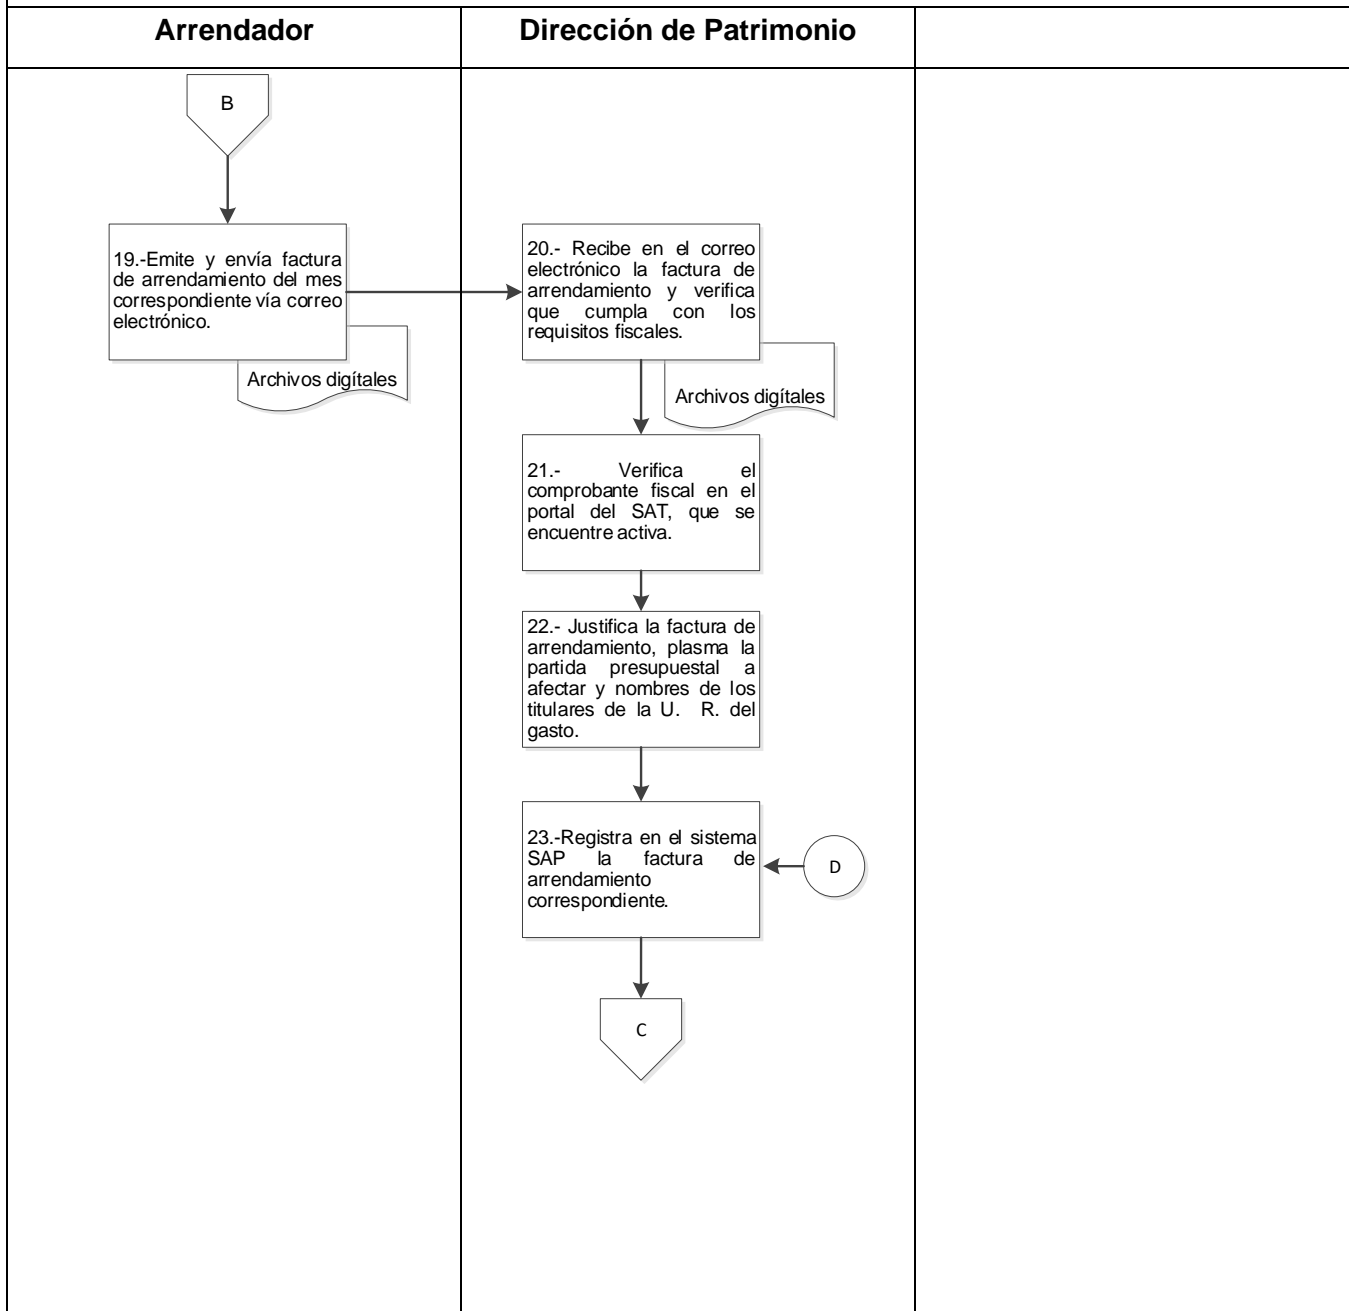 Arrendador
Dirección de Patrimonio
B
19.-Emite y envía factura
de arrendamiento del mes
correspondiente vía correo
electrónico.
Archivos digítales
20.- Recibe en el correo
electrónico la factura de
arrendamiento y verifica
que cumpla con los
requisitos fiscales.
Archivos digítales
21.- Verifica el
comprobante fiscal en el
portal del SAT, que se
encuentre activa.
22.- Justifica la factura de
arrendamiento, plasma la
partida presupuestal a
afectar y nombres de los
titulares de la U. R. del
gasto.
23.-Registra en el sistema
SAP la factura de
arrendamiento
correspondiente.
D
C